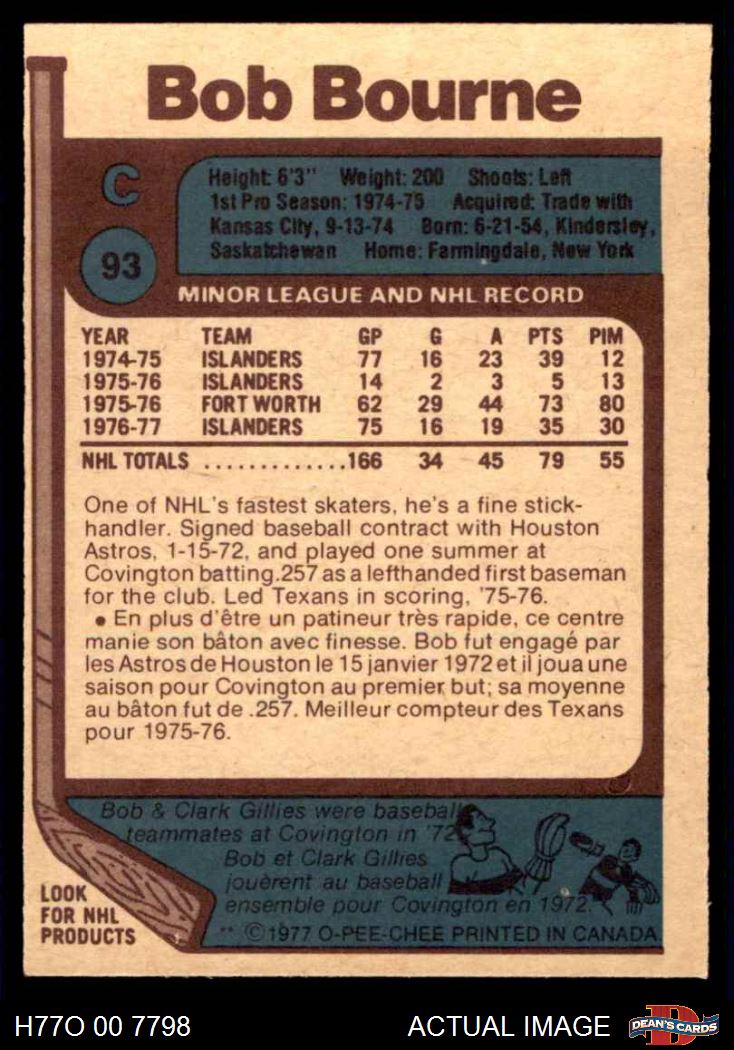 Bob Bourne
C
93
Height: 6'3" Weight: 200 Shoots: Left
1st Pro Season: 1974-75 Acquired: Trade with
Kansas City, 9-13-74 Born: 6-21-54, Kindersley,
Saskatchewan Home: Farmingdale, New York
MINOR LEAGUE AND NHL RECORD
YEAR TEAM GP G A PTS PIM
1974-75 ISLANDERS 77 16 23 39 12
1975-76 ISLANDERS 14 2 3 5 13
1975-76 FORT WORTH 62 29 44 73 80
1976-77 ISLANDERS 75 16 19 35 30
NHL TOTALS .............166 34 45 79 55
One of NHL's fastest skaters, he's a fine stick-
handler. Signed baseball contract with Houston
Astros, 1-15-72, and played one summer at
Covington batting.257 as a lefthanded first baseman
for the club. Led Texans in scoring, '75-76.
• En plus d'être un patineur très rapide, ce centre
manie son bâton avec finesse. Bob fut engagé par
les Astros de Houston le 15 janvier 1972 et il joua une
saison pour Covington au premier but; sa moyenne
au bâton fut de .257. Meilleur compteur des Texans
pour 1975-76.
Bob & Clark Gillies were baseball
teammates at Covington in '72
Bob et Clark Gillies
jouèrent au baseball
ensemble pour Covington en 1972.
LOOK
FOR NHL
PRODUCTS
** ©1977 O-PEE-CHEE PRINTED IN CANADA
H77O 00 7798
ACTUAL IMAGE
D
DEAN'S CARDS